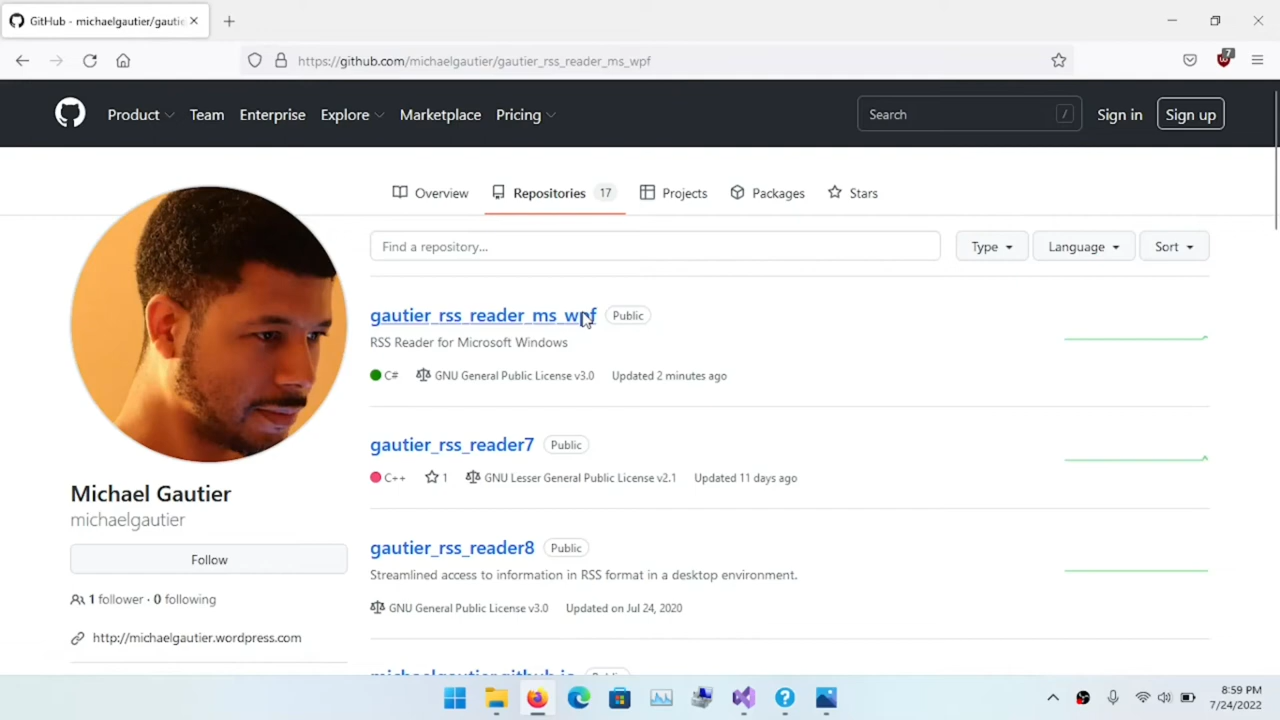 GitHub - michaelgautier/gautie
https://github.com/michaelgautier/gautier_rss_reader_ms_wpf
7
Product Team Enterprise Explore Marketplace Pricing
Search /
Sign in
Sign up
Overview Repositories 17 Projects Packages Stars
Find a repository...
Type Language Sort
gautier_rss_reader_ms_wpf Public
RSS Reader for Microsoft Windows
C# GNU General Public License v3.0 Updated 2 minutes ago
gautier_rss_reader7 Public
C++ 1 GNU Lesser General Public License v2.1 Updated 11 days ago
gautier_rss_reader8 Public
Streamlined access to information in RSS format in a desktop environment.
GNU General Public License v3.0 Updated on Jul 24, 2020
michaelgautier.github.io Public
Michael Gautier
michaelgautier
Follow
1 follower · 0 following
http://michaelgautier.wordpress.com
8:59 PM
7/24/2022